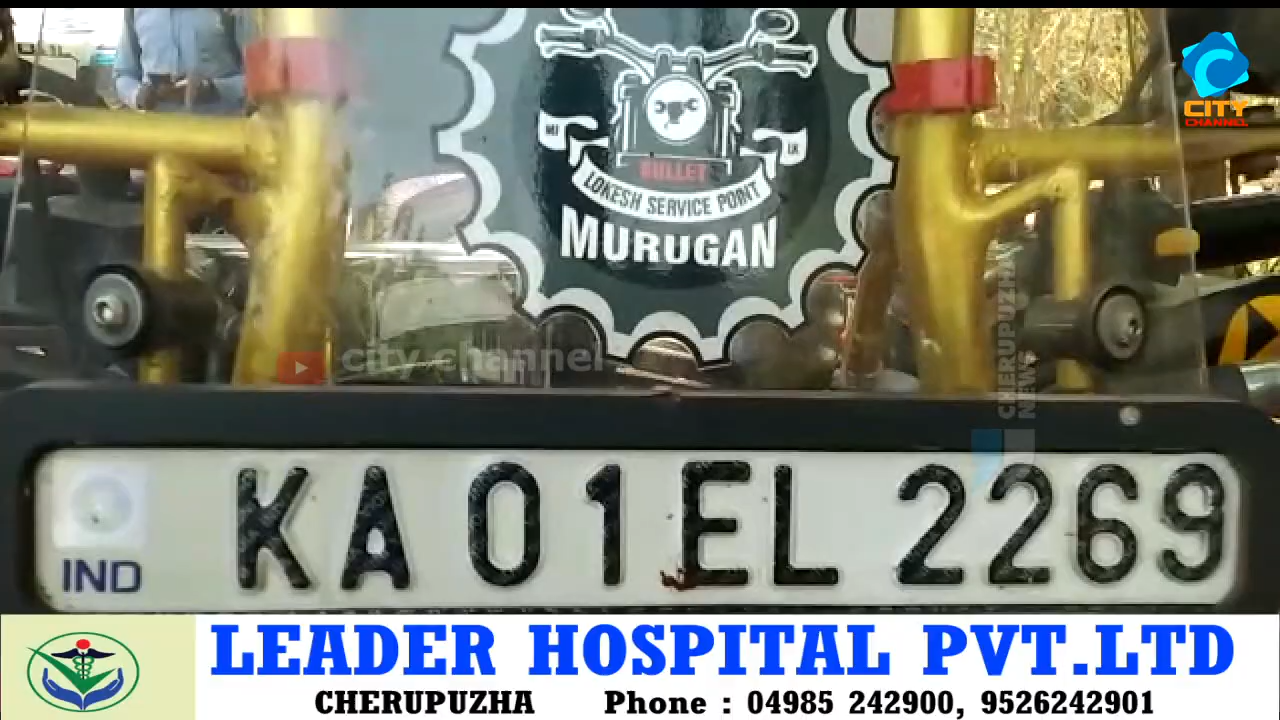 CITY
CHANNEL
BULLET
LOKESH SERVICE POINT
MURUGAN
city channel
CHERUPUZHA
NEWS
KA 01 EL 2269
IND
LEADER HOSPITAL PVT.LTD
CHERUPUZHA Phone : 04985 242900, 9526242901